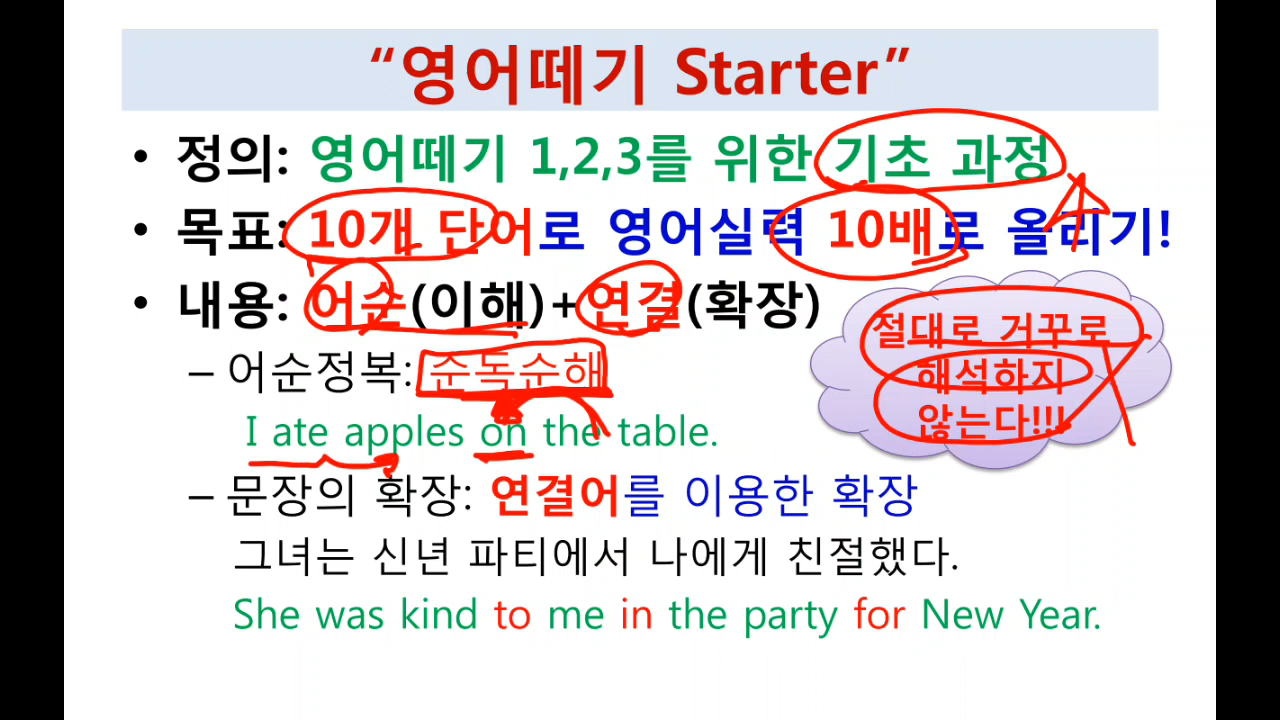 “영어떼기 Starter”
• 정의: 영어떼기 1,2,3를 위한 기초 과정
• 목표: 10개 단어로 영어실력 10배로 올리기!
• 내용: 어순(이해)+연결(확장)
절대로 거꾸로
해석하지
않는다!!!
– 어순정복: 순독순해
I ate apples on the table.
– 문장의 확장: 연결어를 이용한 확장
그녀는 신년 파티에서 나에게 친절했다.
She was kind to me in the party for New Year.